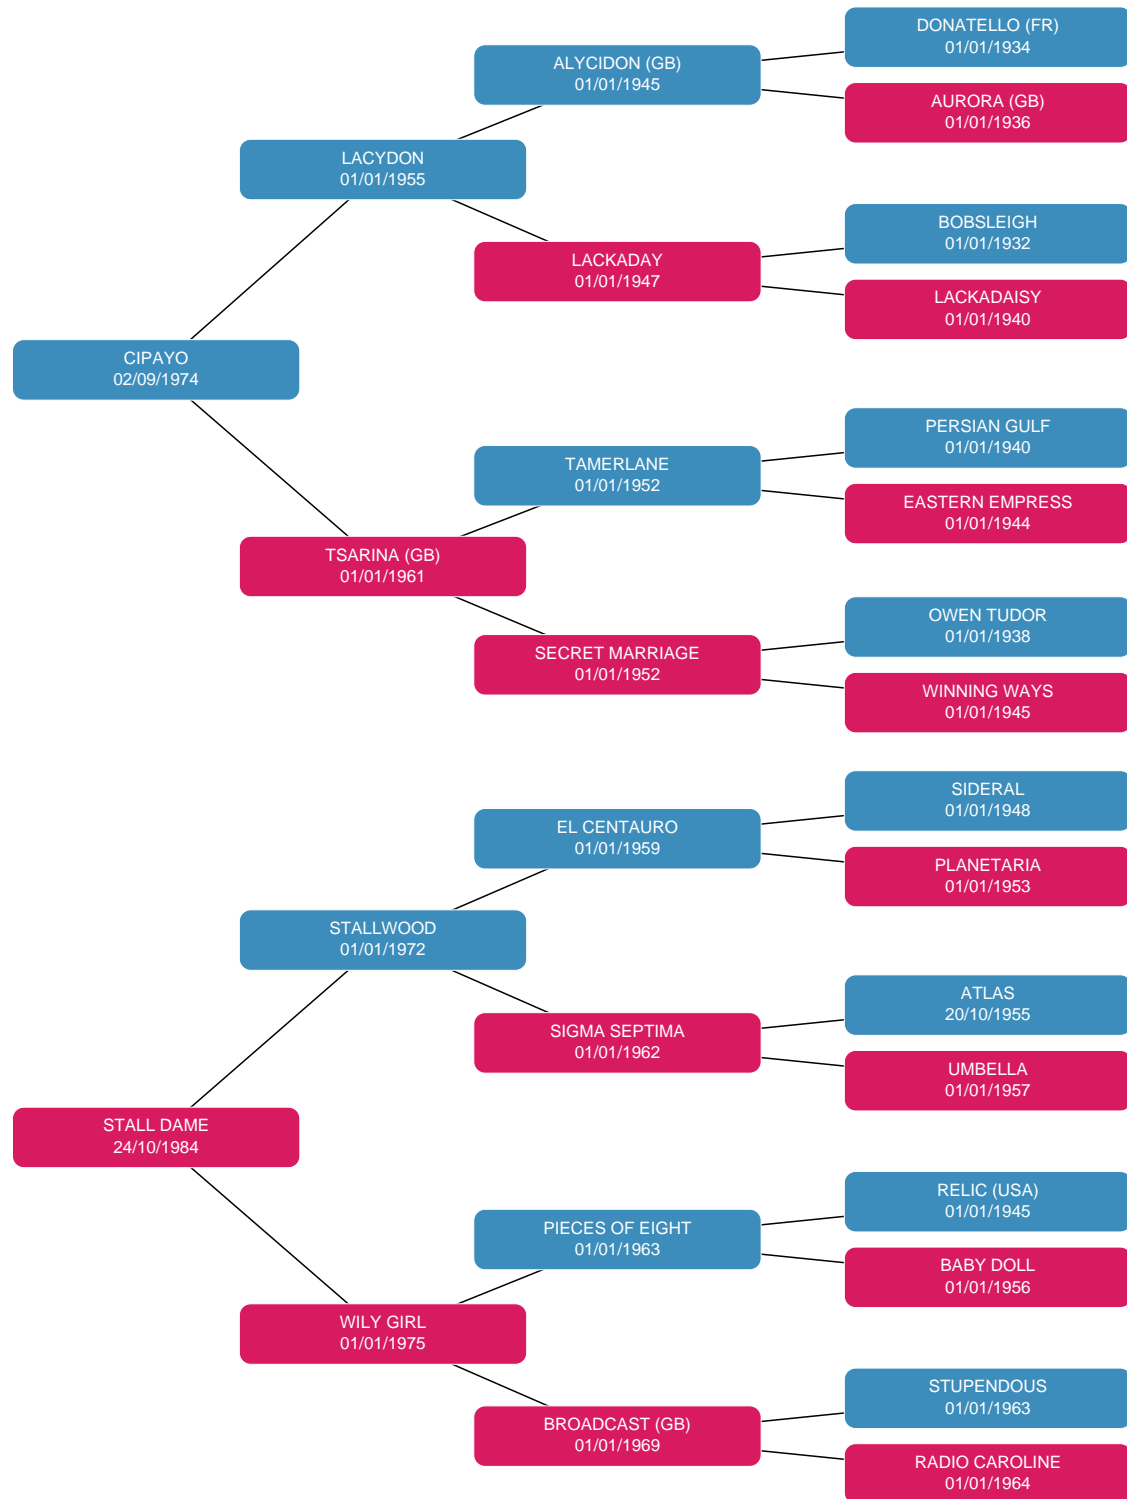 DONATELLO (FR)
01/01/1934
ALYCIDON (GB)
01/01/1945
AURORA (GB)
01/01/1936
LACYDON
01/01/1955
BOBSLEIGH
01/01/1932
LACKADAY
01/01/1947
LACKADAISY
01/01/1940
CIPAYO
02/09/1974
PERSIAN GULF
01/01/1940
TAMERLANE
01/01/1952
EASTERN EMPRESS
01/01/1944
TSARINA (GB)
01/01/1961
OWEN TUDOR
01/01/1938
SECRET MARRIAGE
01/01/1952
WINNING WAYS
01/01/1945
SIDERAL
01/01/1948
EL CENTAURO
01/01/1959
PLANETARIA
01/01/1953
STALLWOOD
01/01/1972
ATLAS
20/10/1955
SIGMA SEPTIMA
01/01/1962
UMBELLA
01/01/1957
STALL DAME
24/10/1984
RELIC (USA)
01/01/1945
PIECES OF EIGHT
01/01/1963
BABY DOLL
01/01/1956
WILY GIRL
01/01/1975
STUPENDOUS
01/01/1963
BROADCAST (GB)
01/01/1969
RADIO CAROLINE
01/01/1964